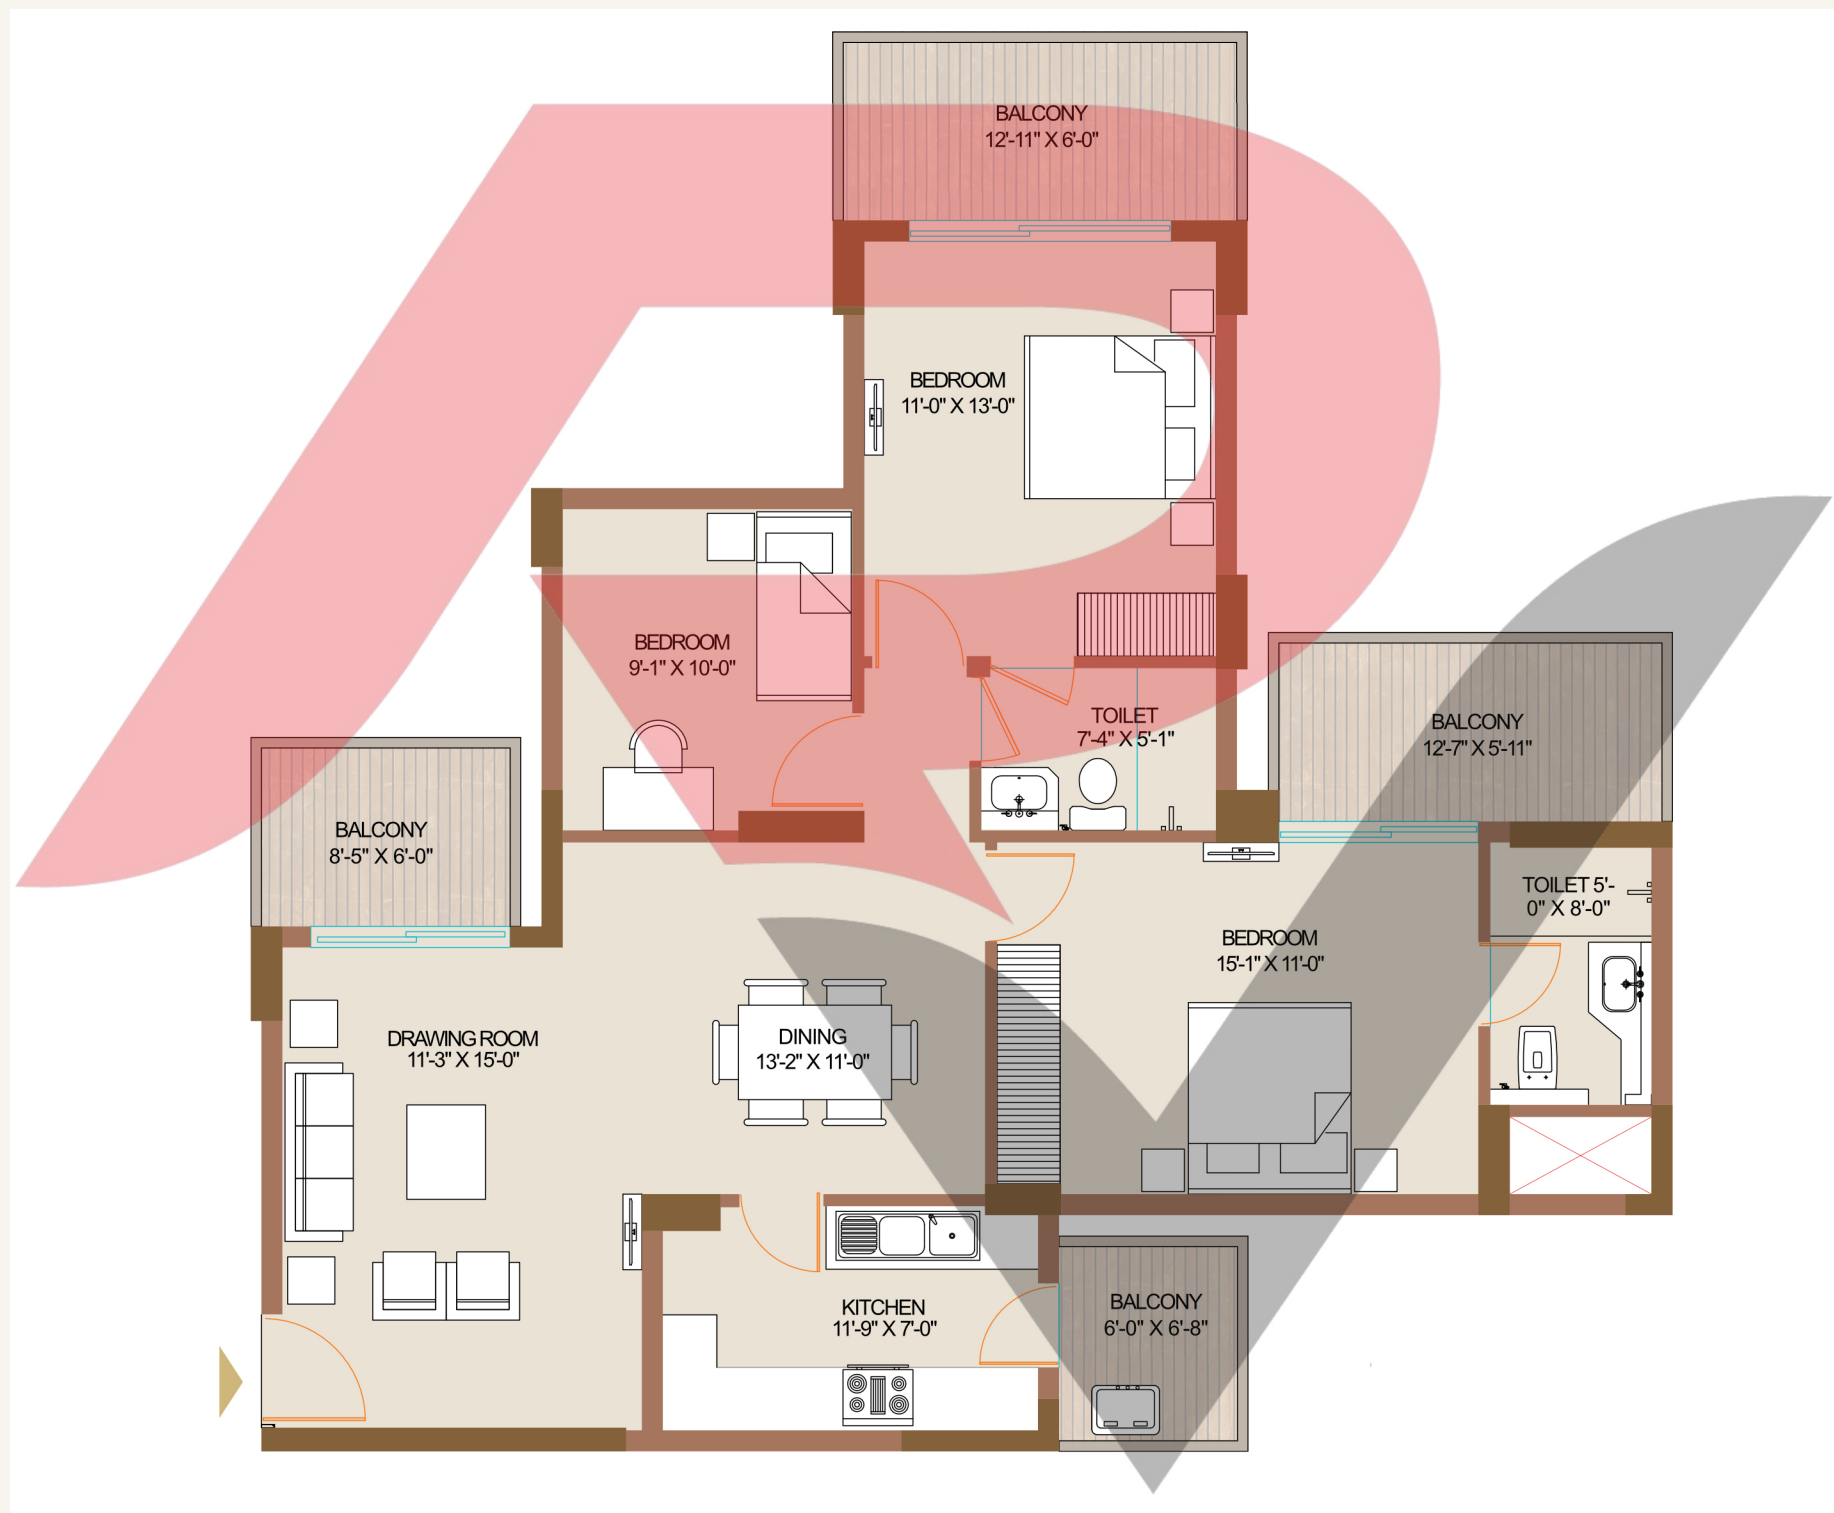 BALCONY
12'-11" X 6'-0"
BEDROOM
11'-0" X 13'-0"
BEDROOM
9'-1" X 10'-0"
TOILET
7'-4" X 5'-1"
BALCONY
12'-7" X 5'-11"
BALCONY
8'-5" X 6'-0"
TOILET 5'-
0" X 8'-0"
BEDROOM
15'-1" X 11'-0"
DRAWING ROOM
11'-3" X 15'-0"
DINING
13'-2" X 11'-0"
KITCHEN
11'-9" X 7'-0"
BALCONY
6'-0" X 6'-8"